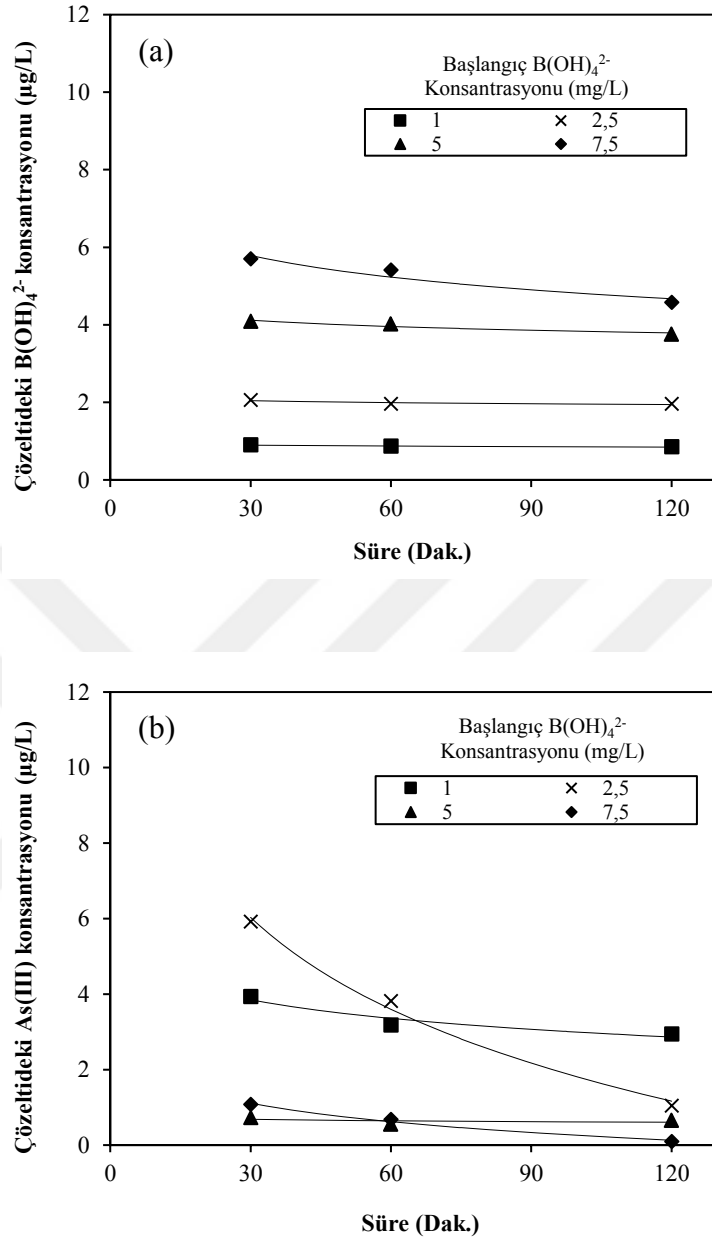 (a)
Başlangıç B(OH)₄²⁻
Konsantrasyonu (mg/L)
1 2,5
5 7,5
Çözeltideki B(OH)₄²⁻ konsantrasyonu (µg/L)
12
10
8
6
4
2
0
0 30 60 90 120
Süre (Dak.)
(b)
Başlangıç B(OH)₄²⁻
Konsantrasyonu (mg/L)
1 2,5
5 7,5
Çözeltideki As(III) konsantrasyonu (µg/L)
12
10
8
6
4
2
0
0 30 60 90 120
Süre (Dak.)